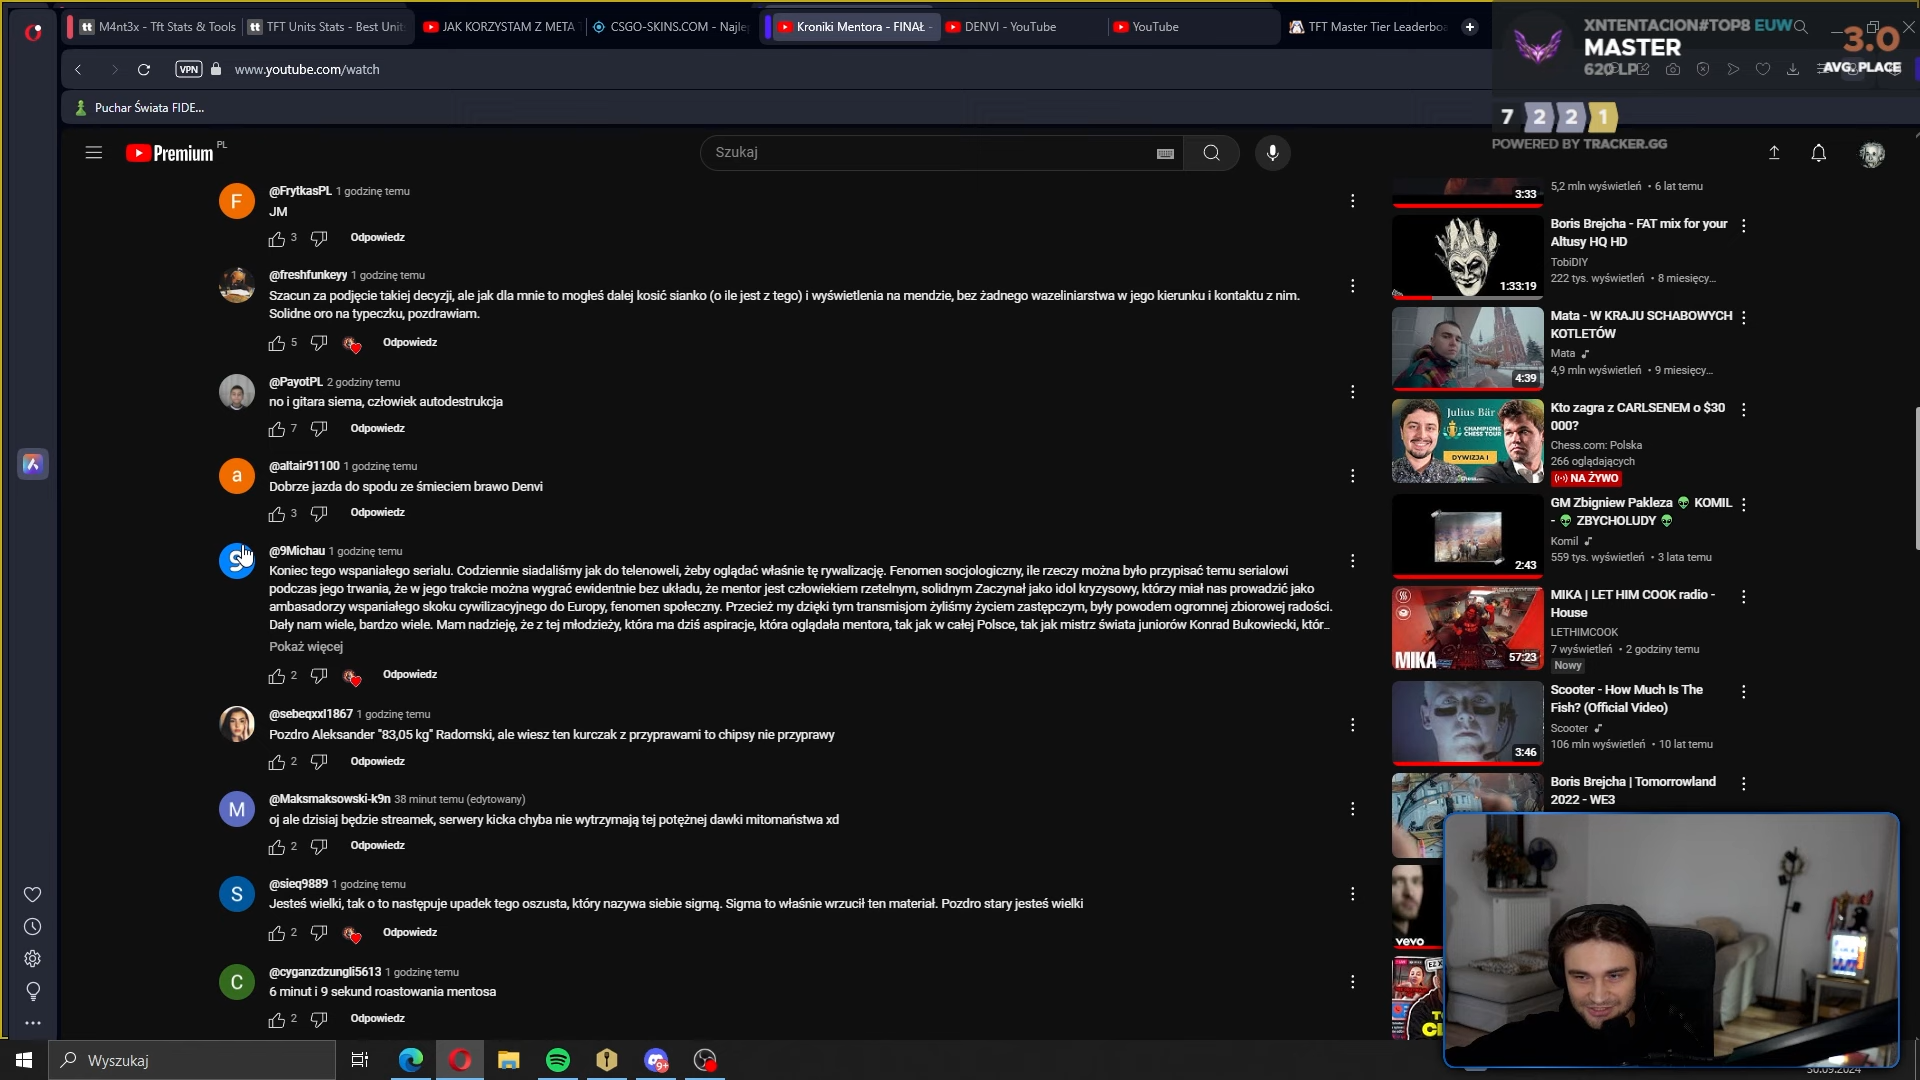 M4nt3x - Tft Stats & Tools
TFT Units Stats - Best Unit
JAK KORZYSTAM Z META
CSGO-SKINS.COM - Najle
Kroniki Mentora - FINAŁ -
DENVI - YouTube
YouTube
TFT Master Tier Leaderboa
XNTENTACION#TOP8 EUW
MASTER
620 LP
3.0
AVG. PLACE
VPN
www.youtube.com/watch
Puchar Świata FIDE...
7 2 2 1
POWERED BY TRACKER.GG
Premium PL
Szukaj
@FrytkasPL 1 godzinę temu
JM
3 Odpowiedz
@freshfunkeyy 1 godzinę temu
Szacun za podjęcie takiej decyzji, ale jak dla mnie to mogłeś dalej kosić sianko (o ile jest z tego) i wyświetlenia na mendzie, bez żadnego wazeliniarstwa w jego kierunku i kontaktu z nim.
Solidne oro na typeczku, pozdrawiam.
5 Odpowiedz
@PayotPL 2 godziny temu
no i gitara siema, człowiek autodestrukcja
7 Odpowiedz
@altair91100 1 godzinę temu
Dobrze jazda do spodu ze śmieciem brawo Denvi
3 Odpowiedz
@9Michau 1 godzinę temu
Koniec tego wspaniałego serialu. Codziennie siadaliśmy jak do telenoweli, żeby oglądać właśnie tę rywalizację. Fenomen socjologiczny, ile rzeczy można było przypisać temu serialowi
podczas jego trwania, że w jego trakcie można wygrać ewidentnie bez układu, że mentor jest człowiekiem rzetelnym, solidnym Zaczynał jako idol kryzysowy, którzy miał nas prowadzić jako
ambasadorzy wspaniałego skoku cywilizacyjnego do Europy, fenomen społeczny. Przecież my dzięki tym transmisjom żyliśmy życiem zastępczym, były powodem ogromnej zbiorowej radości.
Dały nam wiele, bardzo wiele. Mam nadzieję, że z tej młodzieży, która ma dziś aspiracje, która oglądała mentora, tak jak w całej Polsce, tak jak mistrz świata juniorów Konrad Bukowiecki, któr...
Pokaż więcej
2 Odpowiedz
@sebeqxxl1867 1 godzinę temu
Pozdro Aleksander "83,05 kg" Radomski, ale wiesz ten kurczak z przyprawami to chipsy nie przyprawy
2 Odpowiedz
@Maksmaksowski-k9n 38 minut temu (edytowany)
oj ale dzisiaj będzie streamek, serwery kicka chyba nie wytrzymają tej potężnej dawki mitomaństwa xd
2 Odpowiedz
@sieq9889 1 godzinę temu
Jesteś wielki, tak o to następuje upadek tego oszusta, który nazywa siebie sigmą. Sigma to właśnie wrzucił ten materiał. Pozdro stary jesteś wielki
2 Odpowiedz
@cyganzdzungli5613 1 godzinę temu
6 minut i 9 sekund roastowania mentosa
2 Odpowiedz
F
a
S
M
S
C
3:33
5,2 mln wyświetleń • 6 lat temu
Boris Brejcha - FAT mix for your
Altusy HQ HD
TobiDIY
222 tys. wyświetleń • 8 miesięcy...
1:33:19
Mata - W KRAJU SCHABOWYCH
KOTLETÓW
Mata
4,9 mln wyświetleń • 9 miesięcy...
4:39
Julius Bär
CHAMPIONS
CHESS TOUR
DYWIZJA I
Kto zagra z CARLSENEM o $30
000?
Chess.com: Polska
266 oglądających
NA ŻYWO
GM Zbigniew Pakleza 👽 KOMIL
- 👽 ZBYCHOLUDY 👽
Komil
559 tys. wyświetleń • 3 lata temu
2:43
MIKA | LET HIM COOK radio -
House
LETHIMCOOK
7 wyświetleń • 2 godziny temu
Nowy
MIKA
57:23
Scooter - How Much Is The
Fish? (Official Video)
Scooter
106 mln wyświetleń • 10 lat temu
3:46
Boris Brejcha | Tomorrowland
2022 - WE3
vevo
Wyszukaj
9+
30.09.2024